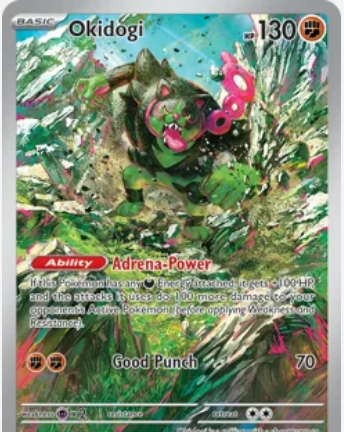 BASIC
Okidogi
HP 130
Ability Adrena-Power
If this Pokémon has any Energy attached, it gets +100 HP,
and the attacks it uses do 100 more damage to your
opponent's Active Pokémon (before applying Weakness and
Resistance).
Good Punch 70
weakness ×2 resistance retreat